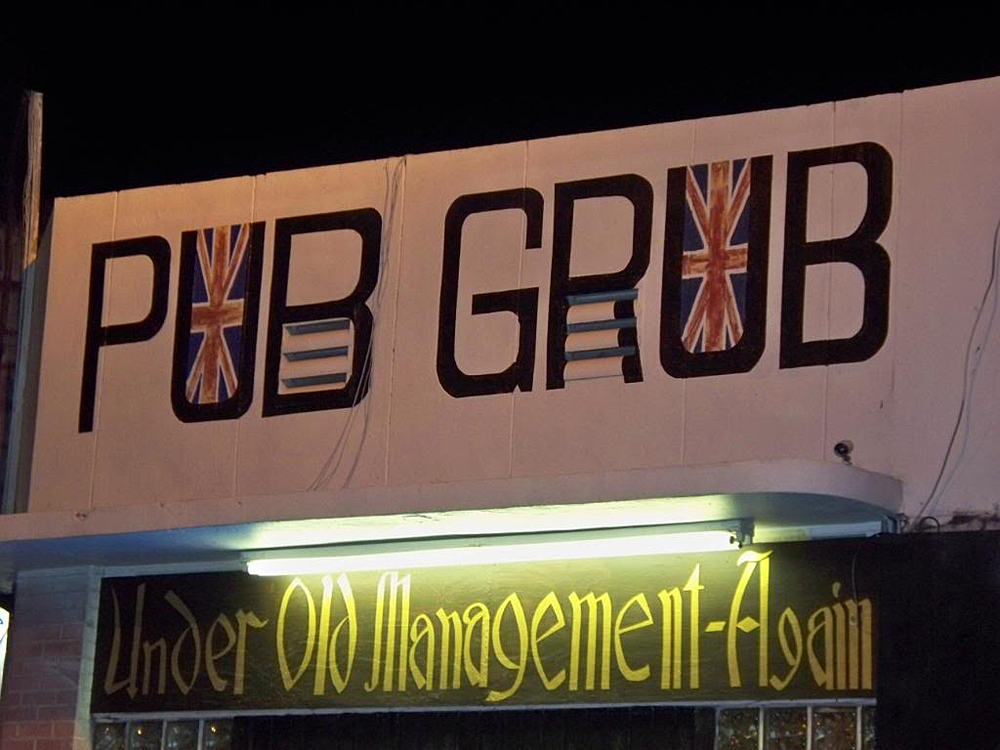 PUB GRUB
Under Old Management-Again